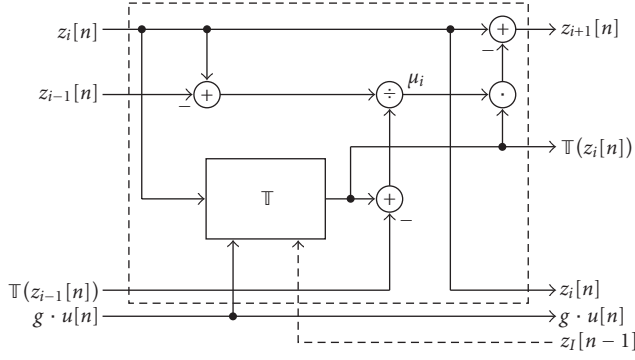 z_i[n]
z_{i+1}[n]
−
+
z_{i−1}[n]
−
+
÷
μ_i
·
𝕋(z_i[n])
𝕋
+
−
𝕋(z_{i−1}[n])
z_i[n]
g · u[n]
g · u[n]
z_I[n−1]